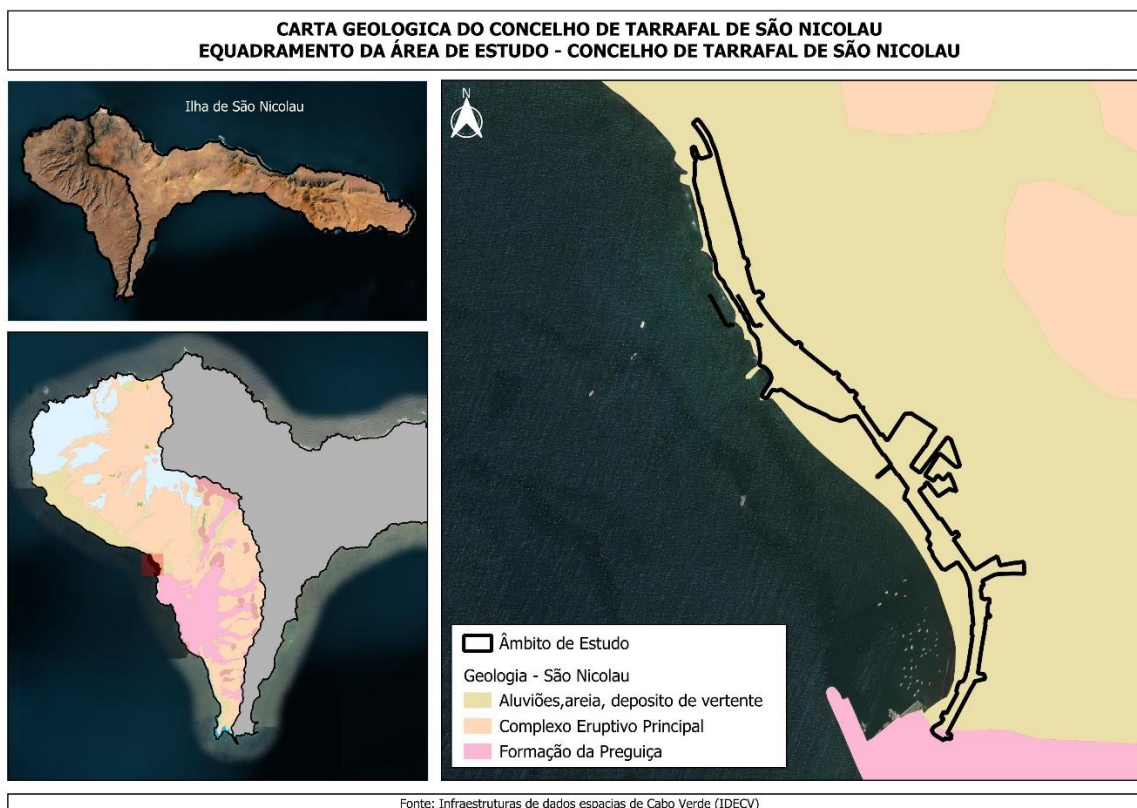 CARTA GEOLOGICA DO CONCELHO DE TARRAFAL DE SÃO NICOLAU
EQUADRAMENTO DA ÁREA DE ESTUDO - CONCELHO DE TARRAFAL DE SÃO NICOLAU
Ilha de São Nicolau
N
Âmbito de Estudo
Geologia - São Nicolau
Aluviões,areia, deposito de vertente
Complexo Eruptivo Principal
Formação da Preguiça
Fonte: Infraestruturas de dados espacias de Cabo Verde (IDECV)